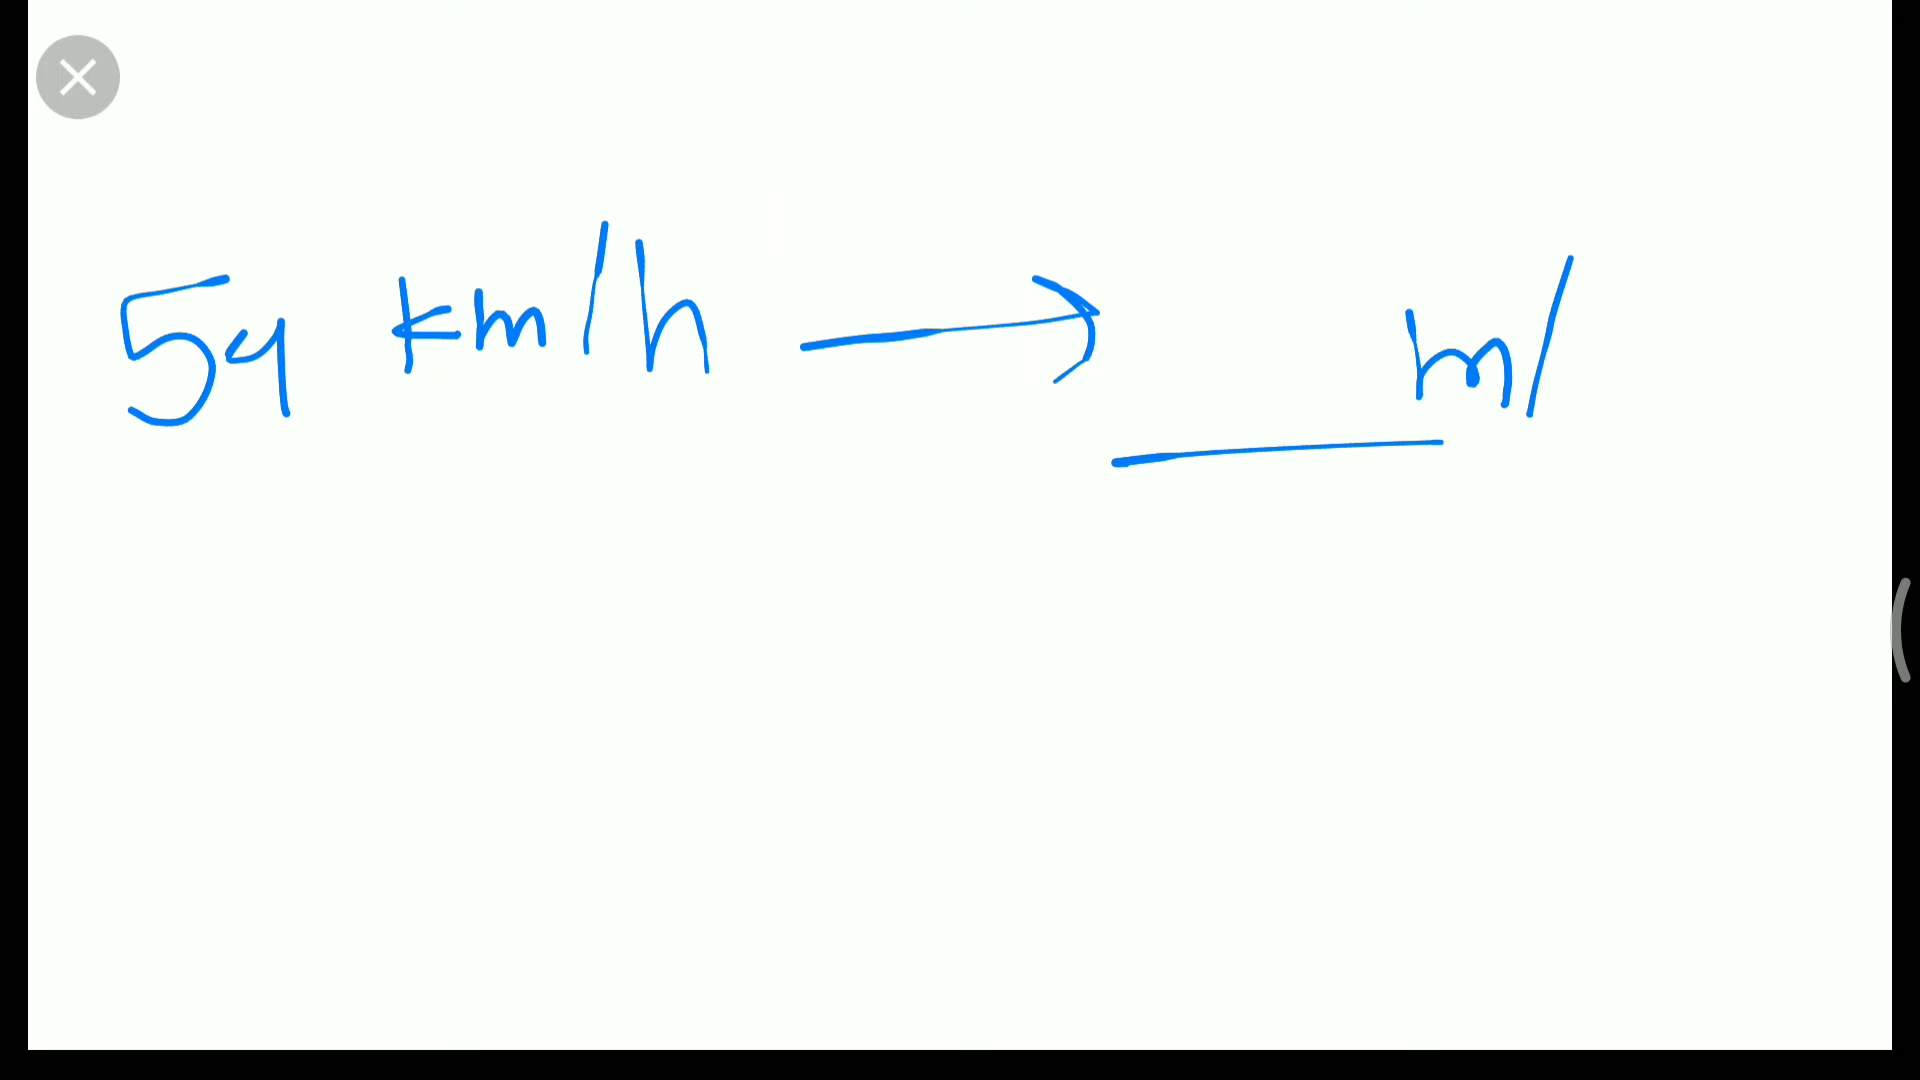 54 km/h → ___ m/